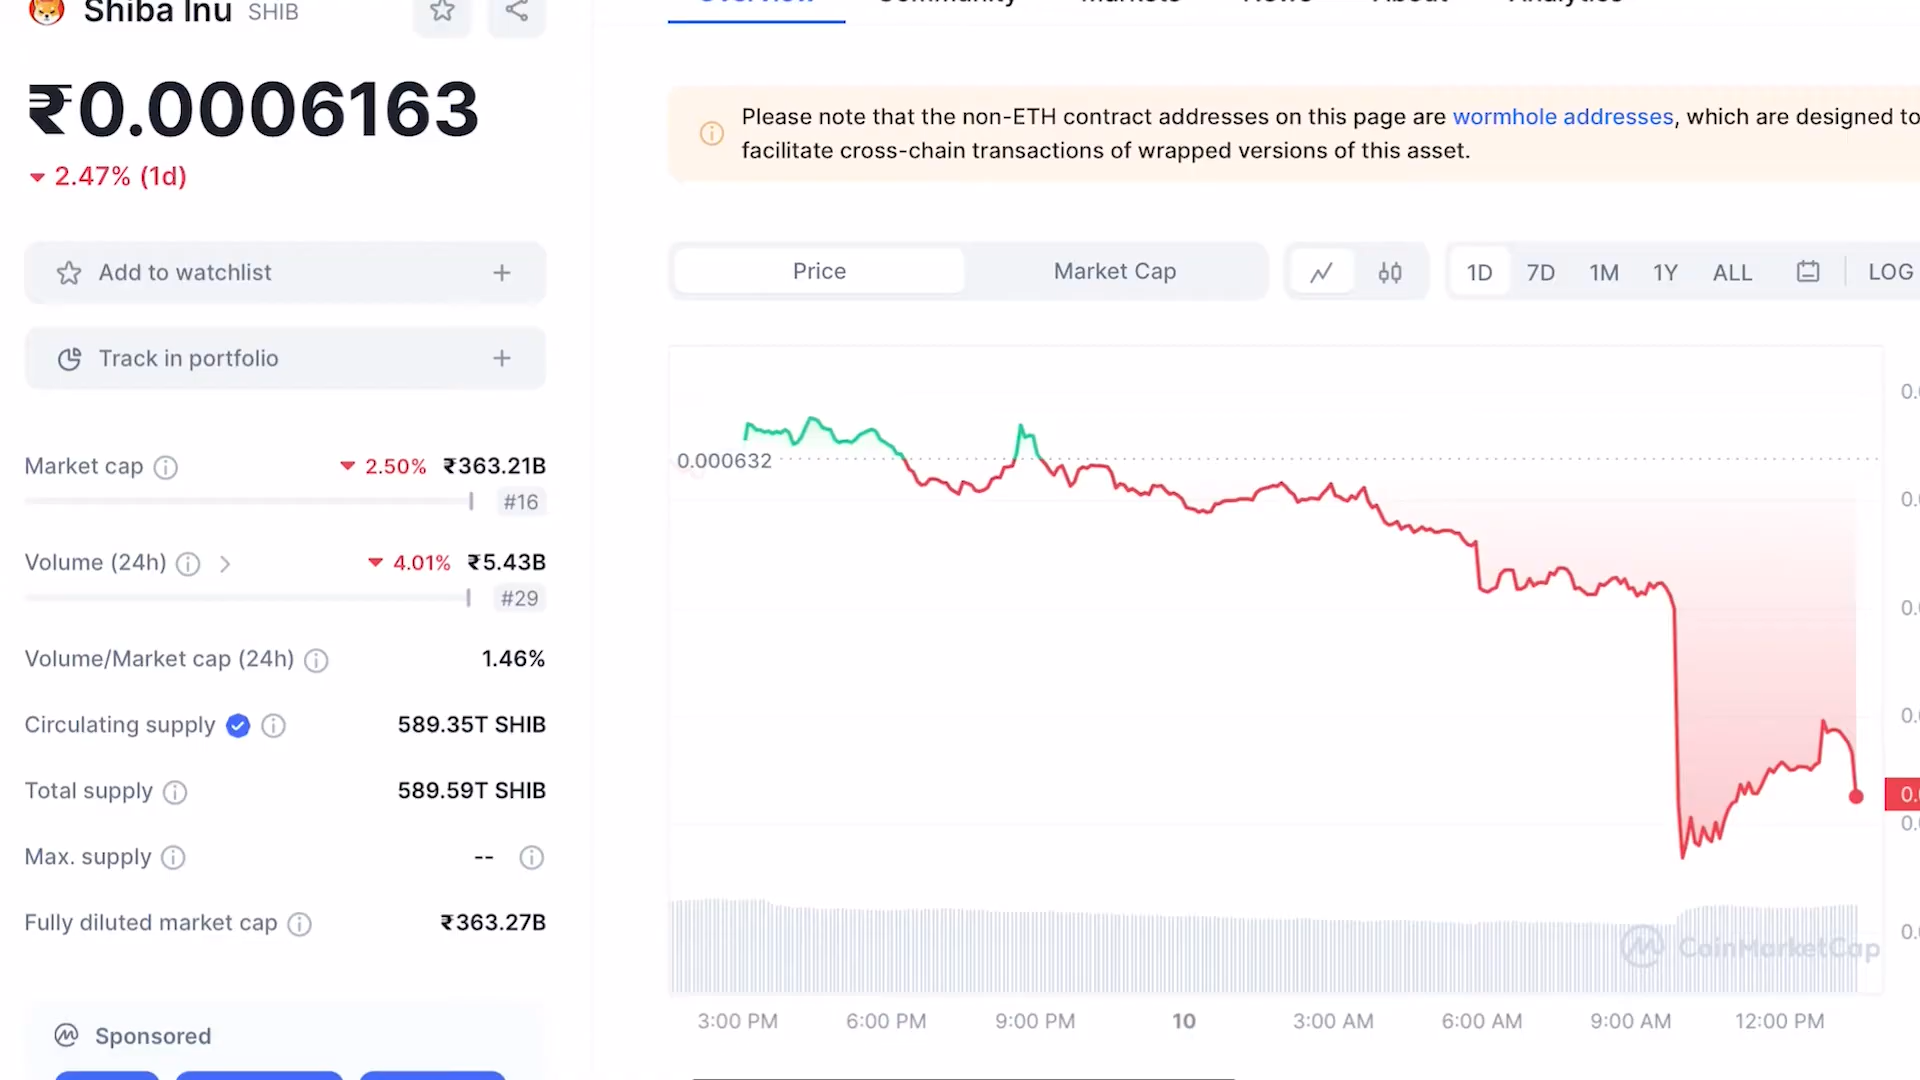 Shiba Inu SHIB
₹0.0006163
2.47% (1d)
Add to watchlist
Track in portfolio
Market cap 2.50% ₹363.21B
#16
Volume (24h) 4.01% ₹5.43B
#29
Volume/Market cap (24h) 1.46%
Circulating supply 589.35T SHIB
Total supply 589.59T SHIB
Max. supply --
Fully diluted market cap ₹363.27B
Sponsored
Overview Community Markets News About Analytics
Please note that the non-ETH contract addresses on this page are wormhole addresses, which are designed to
facilitate cross-chain transactions of wrapped versions of this asset.
Price Market Cap 1D 7D 1M 1Y ALL LOG
0.000632
CoinMarketCap
3:00 PM 6:00 PM 9:00 PM 10 3:00 AM 6:00 AM 9:00 AM 12:00 PM